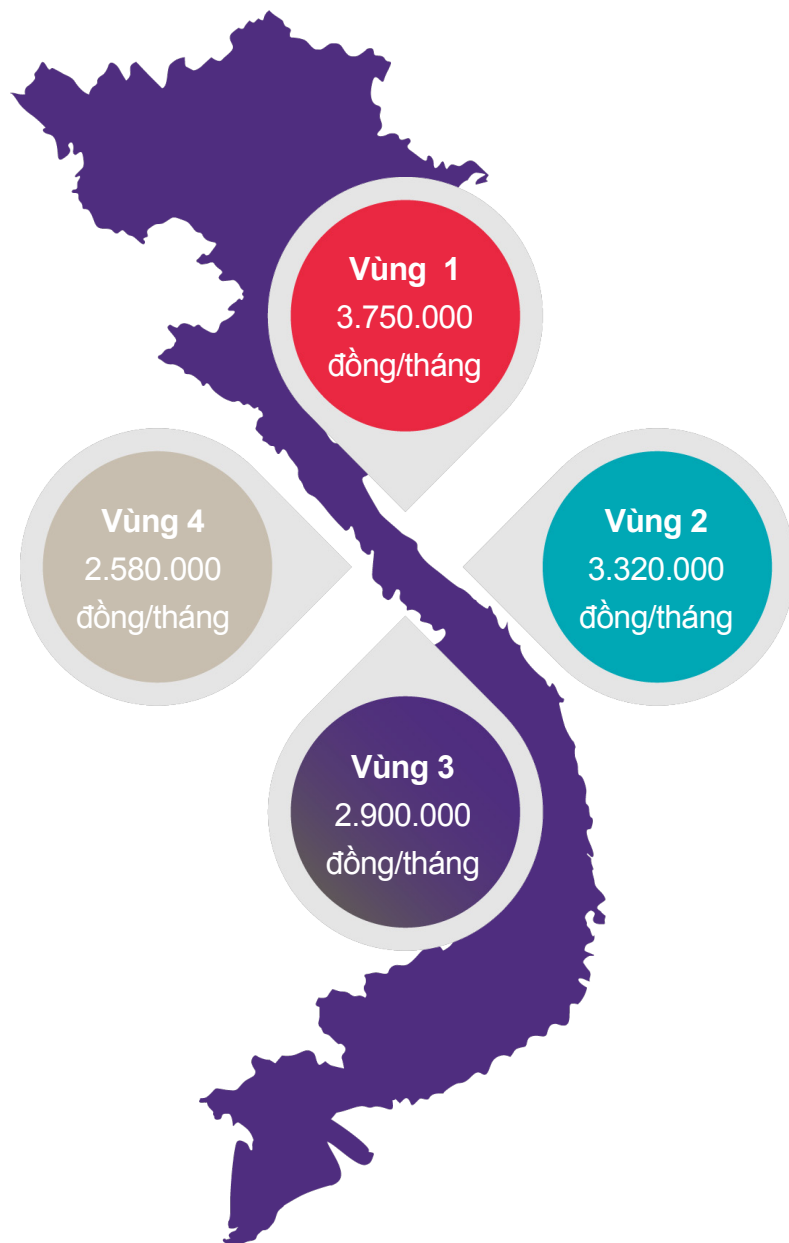 Vùng 1
3.750.000
đồng/tháng
Vùng 4
2.580.000
đồng/tháng
Vùng 2
3.320.000
đồng/tháng
Vùng 3
2.900.000
đồng/tháng